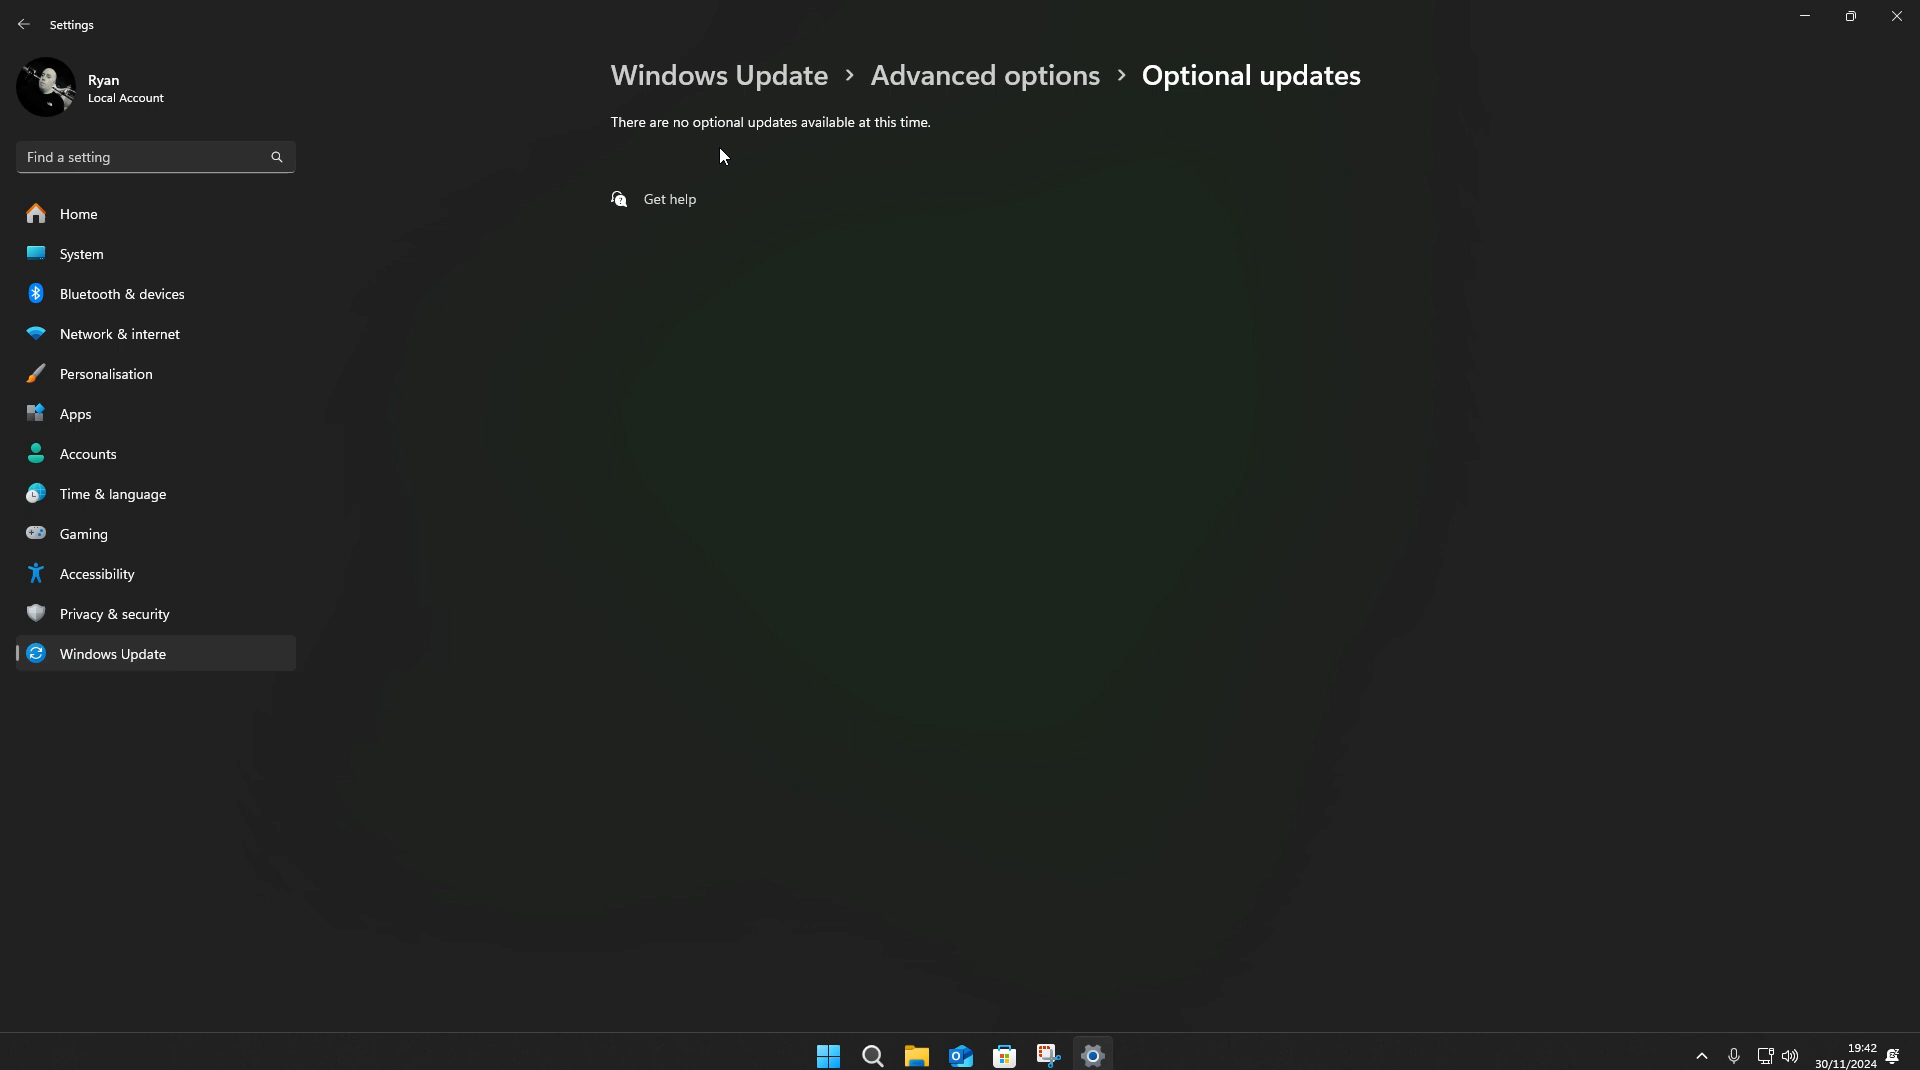 Settings
Ryan
Local Account
Find a setting
Home
System
Bluetooth & devices
Network & internet
Personalisation
Apps
Accounts
Time & language
Gaming
Accessibility
Privacy & security
Windows Update
Windows Update > Advanced options > Optional updates
There are no optional updates available at this time.
Get help
19:42
30/11/2024